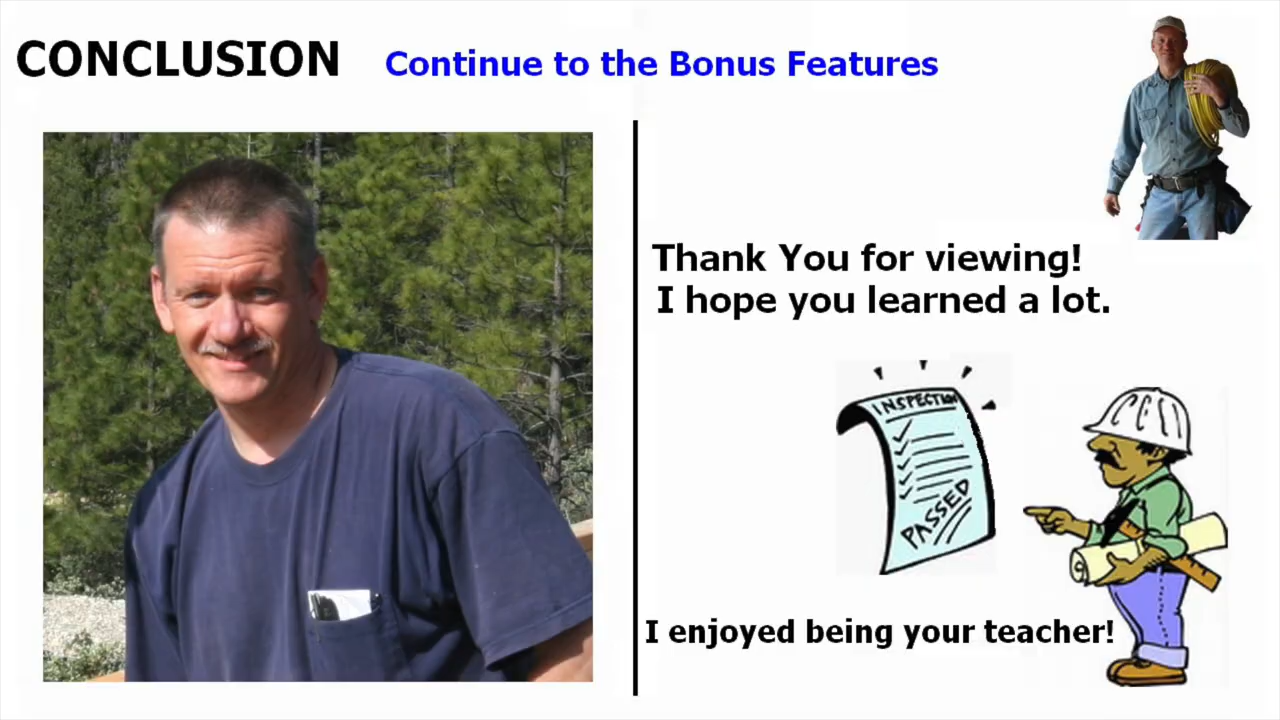 CONCLUSION
Continue to the Bonus Features
Thank You for viewing!
I hope you learned a lot.
INSPECTION
PASSED
I enjoyed being your teacher!